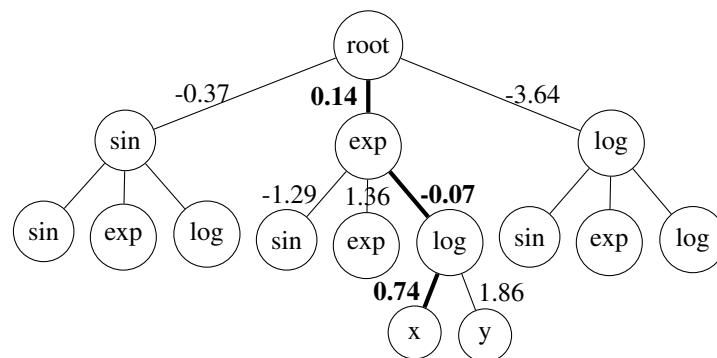 root
-0.37 0.14 -3.64
sin exp log
-1.29 1.36 -0.07
sin exp log sin exp log sin exp log
0.74 1.86
x y